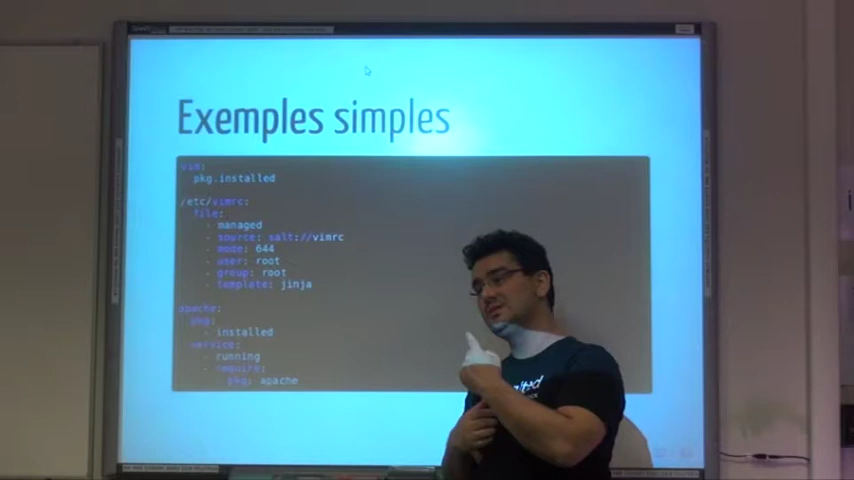 Exemples simples
vim:
pkg.installed
/etc/vimrc:
file:
- managed
- source: salt://vimrc
- mode: 644
- user: root
- group: root
- template: jinja
apache:
pkg:
- installed
service:
- running
- require:
pkg: apache